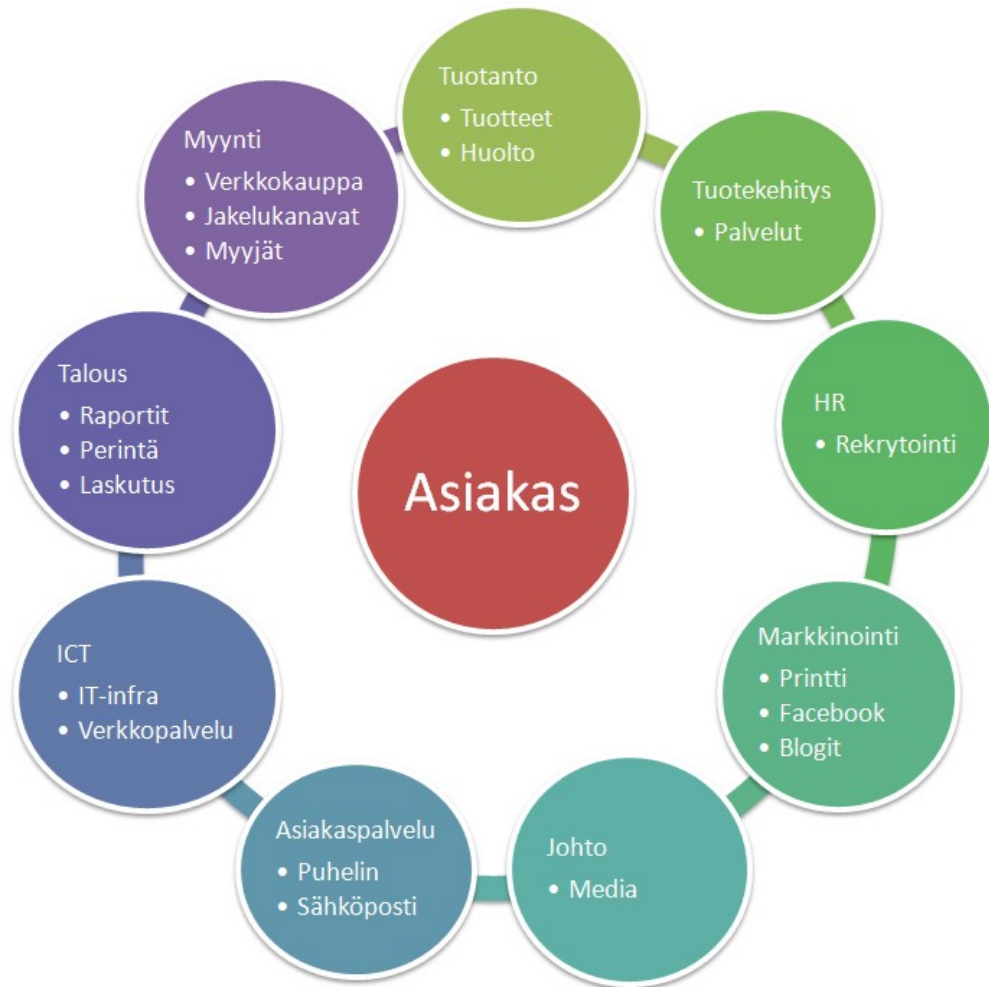 Tuotanto
• Tuotteet
• Huolto
Tuotekehitys
• Palvelut
HR
• Rekrytointi
Markkinointi
• Printti
• Facebook
• Blogit
Johto
• Media
Asiakaspalvelu
• Puhelin
• Sähköposti
ICT
• IT-infra
• Verkkopalvelu
Talous
• Raportit
• Perintä
• Laskutus
Myynti
• Verkkokauppa
• Jakelukanavat
• Myyjät
Asiakas